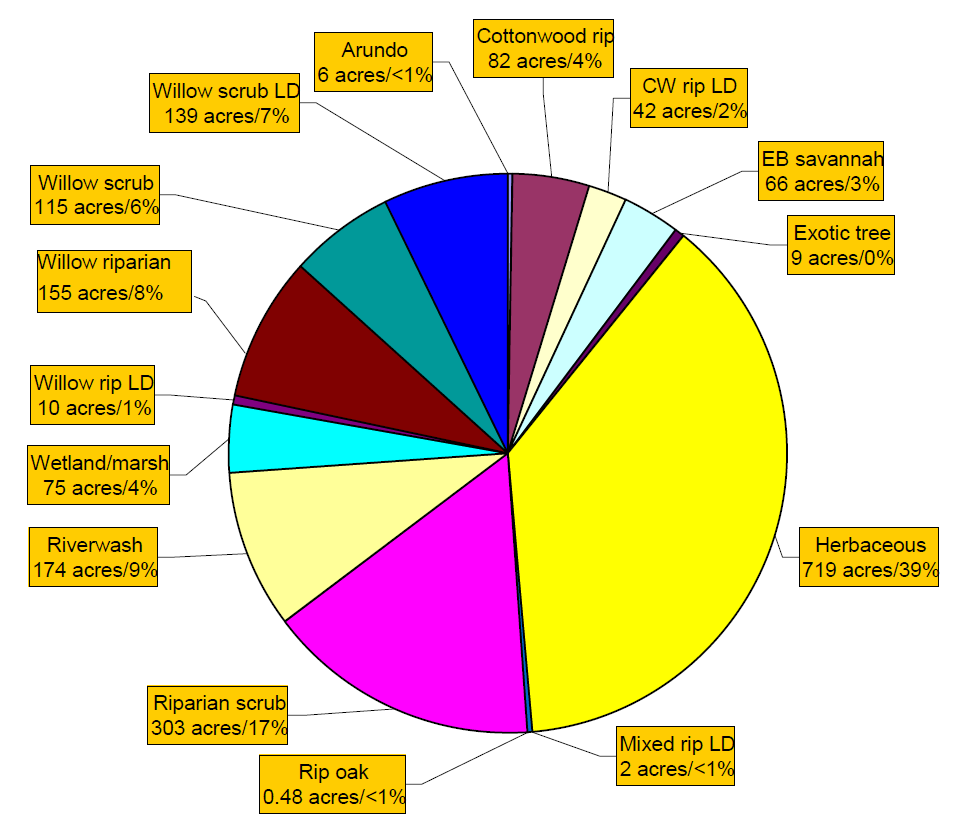 Arundo
6 acres/<1%
Cottonwood rip
82 acres/4%
CW rip LD
42 acres/2%
EB savannah
66 acres/3%
Exotic tree
9 acres/0%
Herbaceous
719 acres/39%
Mixed rip LD
2 acres/<1%
Rip oak
0.48 acres/<1%
Riparian scrub
303 acres/17%
Riverwash
174 acres/9%
Wetland/marsh
75 acres/4%
Willow rip LD
10 acres/1%
Willow riparian
155 acres/8%
Willow scrub
115 acres/6%
Willow scrub LD
139 acres/7%